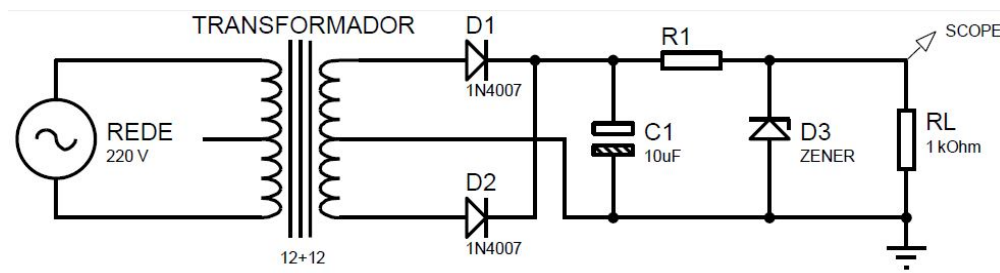 TRANSFORMADOR
D1
1N4007
R1
SCOPE
REDE
220 V
C1
10uF
D3
ZENER
RL
1 kOhm
D2
1N4007
12+12